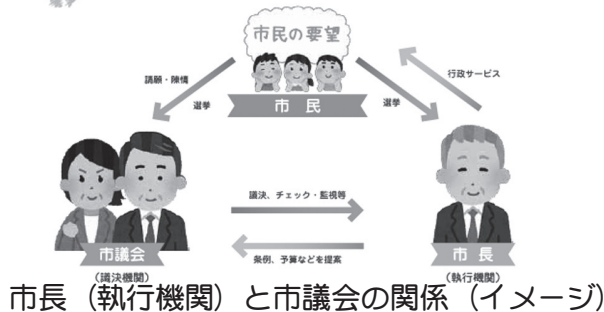 市民の要望
請願・陳情
選挙
市 民
選挙
行政サービス
議決、チェック・監視等
条例、予算などを提案
市議会
（議決機関）
市 長
（執行機関）
市長（執行機関）と市議会の関係（イメージ）